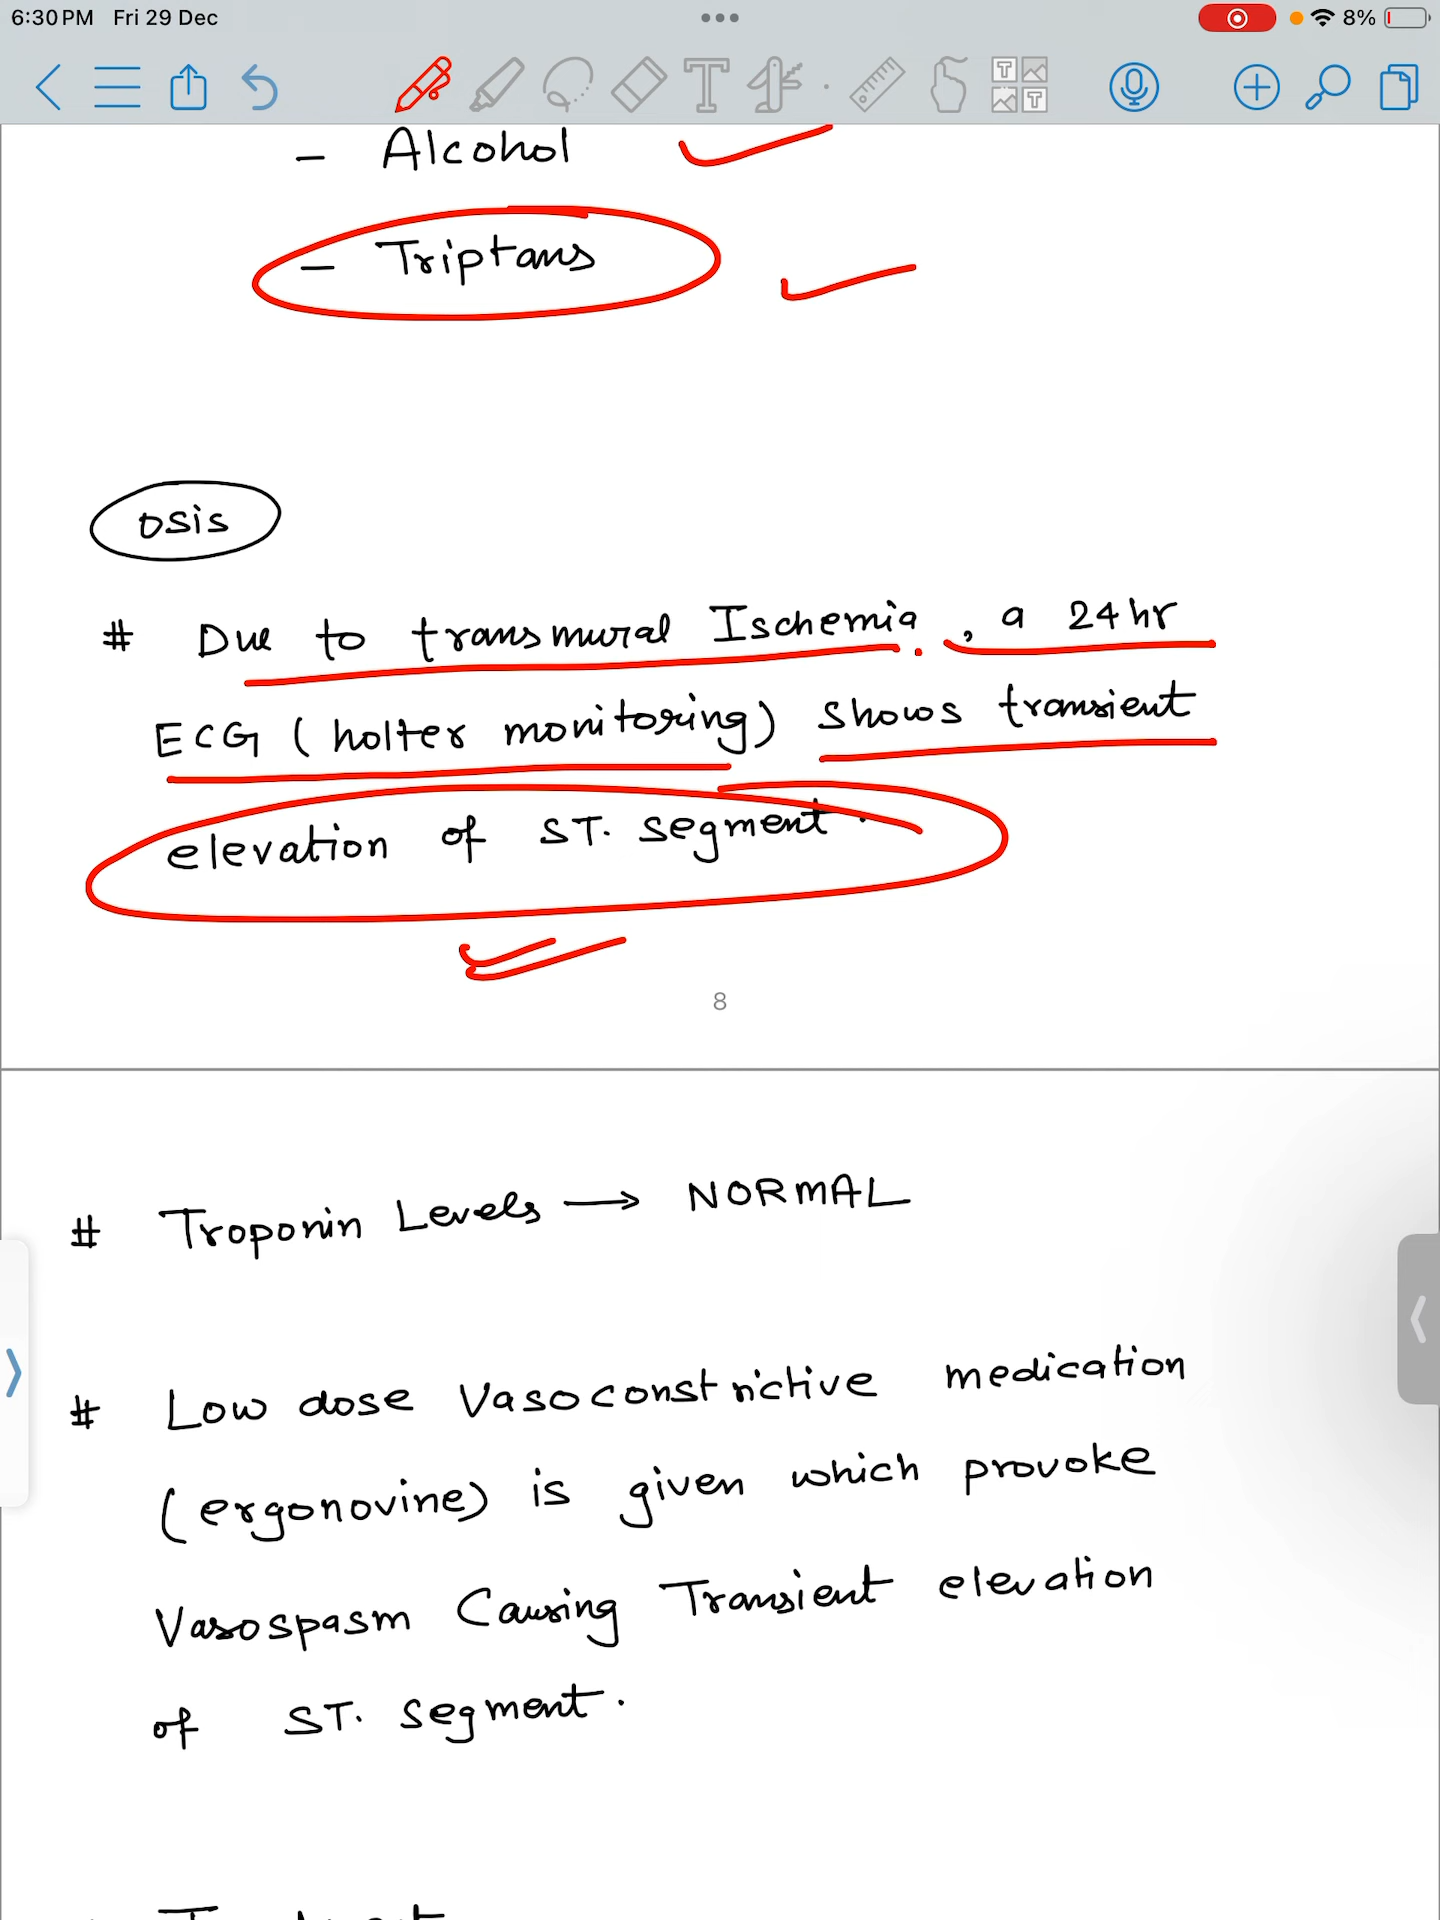 6:30 PM Fri 29 Dec 8%
- Alcohol
- Triptans
osis
# Due to transmural Ischemia, a 24hr
ECG (holter monitoring) shows transient
elevation of ST. segment.
8
# Troponin Levels → NORMAL
# Low dose Vasoconstrictive medication
(ergonovine) is given which provoke
Vasospasm Causing Transient elevation
of ST. segment.